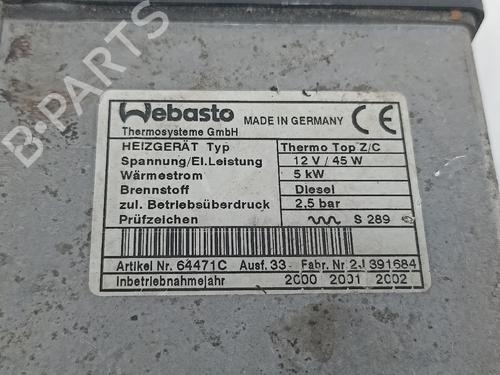 Webasto
Thermosysteme GmbH
MADE IN GERMANY
CE
HEIZGERÄT Typ Thermo Top Z/C
Spannung/El.Leistung 12 V / 45 W
Wärmestrom 5 kW
Brennstoff Diesel
zul. Betriebsüberdruck 2,5 bar
Prüfzeichen S 289
Artikel Nr. 64471C Ausf. 33- Fabr. Nr 2J 391684
Inbetriebnahmejahr 2000 2001 2002
B-PARTS